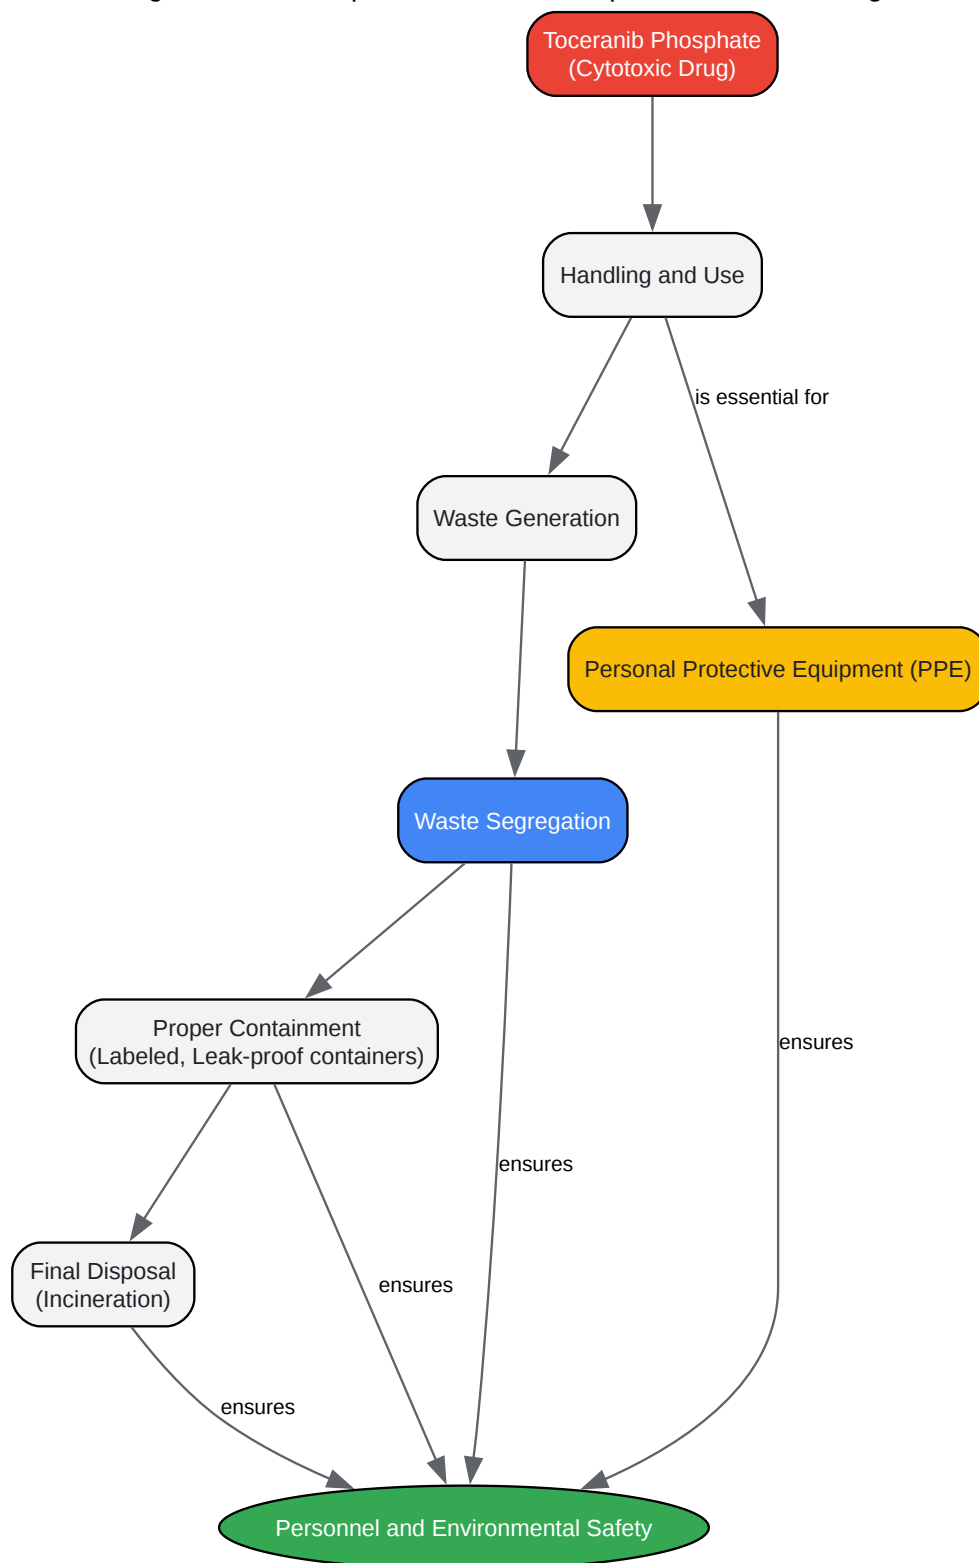 Toceranib Phosphate
(Cytotoxic Drug)
Handling and Use
is essential for
Waste Generation
Personal Protective Equipment (PPE)
Waste Segregation
Proper Containment
(Labeled, Leak-proof containers)
ensures
ensures
Final Disposal
(Incineration)
ensures
ensures
Personnel and Environmental Safety